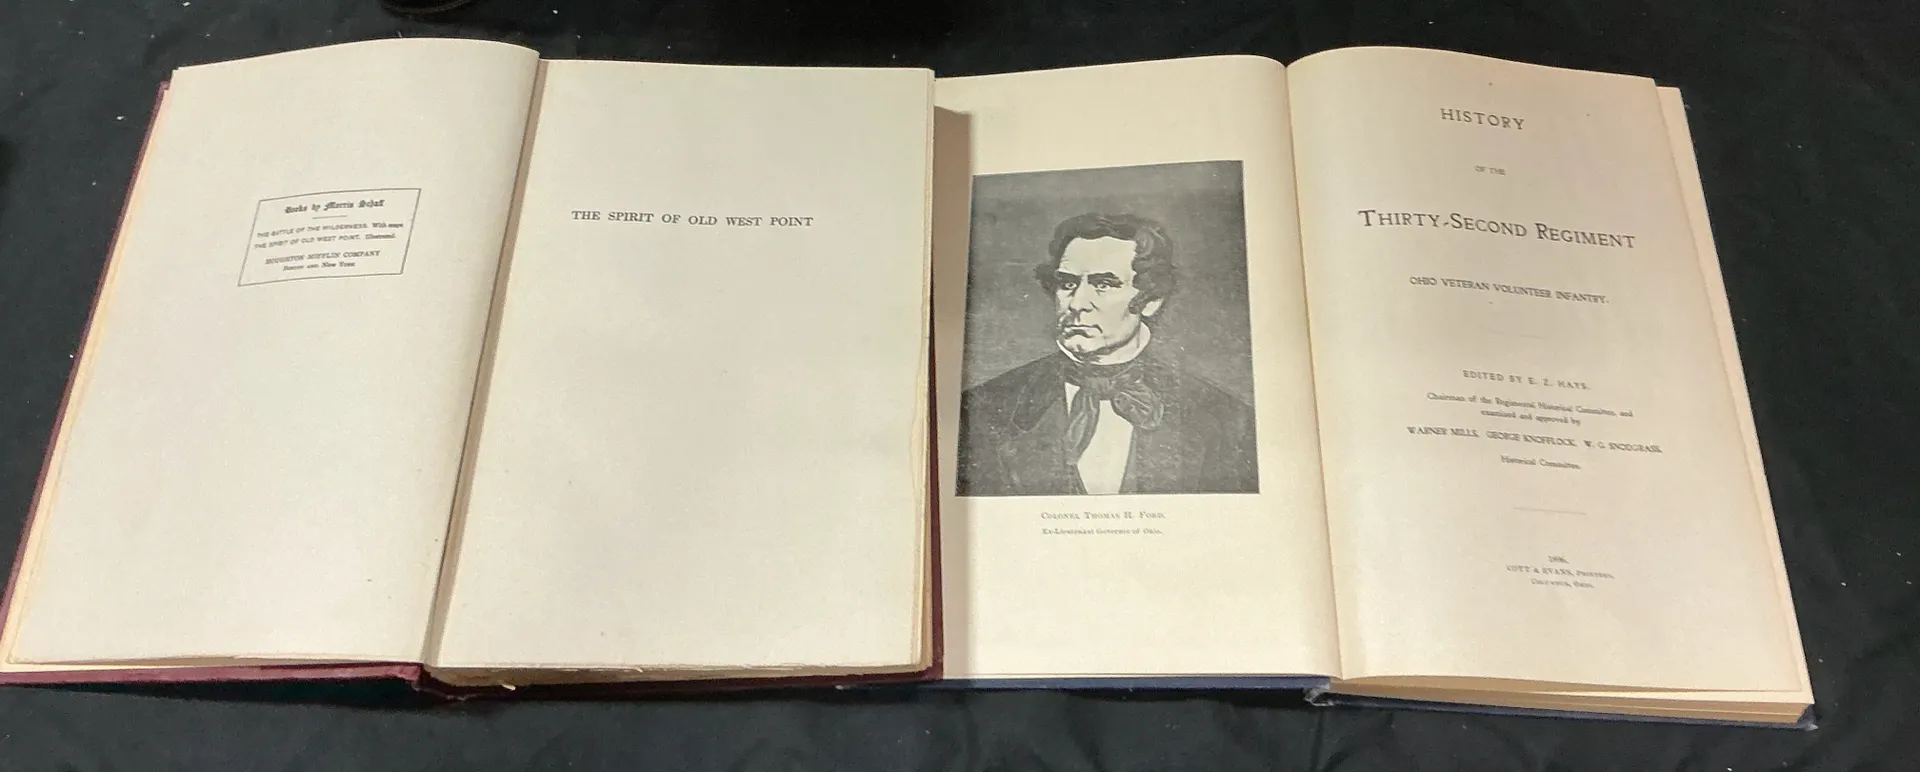 Books by Morris Schaff
THE BATTLE OF THE WILDERNESS. With maps.
THE SPIRIT OF OLD WEST POINT. Illustrated.
HOUGHTON MIFFLIN COMPANY
BOSTON AND NEW YORK
THE SPIRIT OF OLD WEST POINT
COLONEL THOMAS H. FORD,
Ex-Lieutenant Governor of Ohio.
HISTORY
OF THE
THIRTY-SECOND REGIMENT
OHIO VETERAN VOLUNTEER INFANTRY.
EDITED BY E. Z. HAYS.
Chairman of the Regimental Historical Committee, and
examined and approved by
WARNER MILLS, GEORGE KNOFFLOCK, W. G. SNODGRASS,
Historical Committee.
1896.
COTT & EVANS, PRINTERS,
COLUMBUS, OHIO.